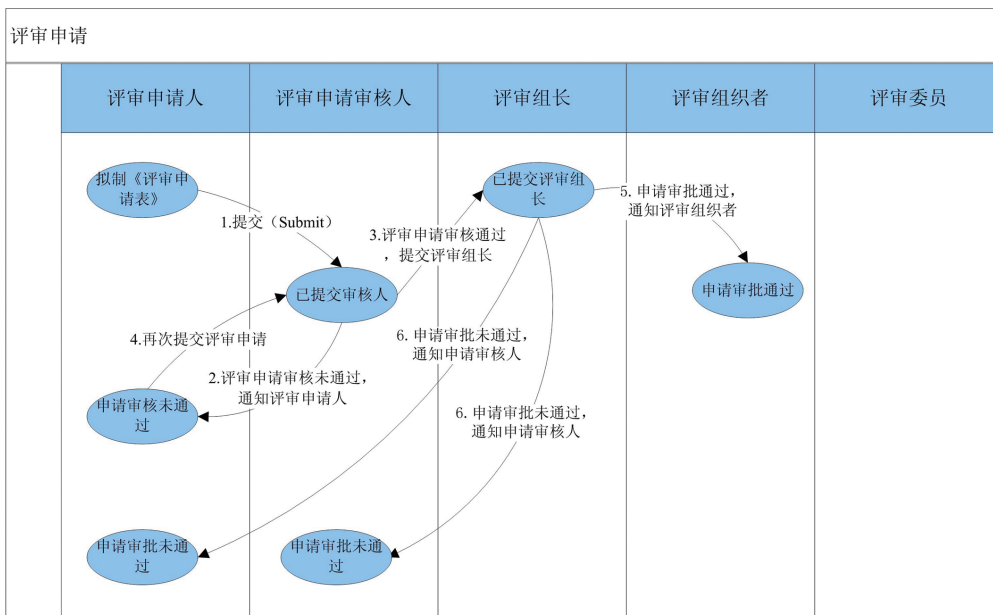 评审申请
评审申请人
评审申请审核人
评审组长
评审组织者
评审委员
拟制《评审申
请表》
已提交评审组
长
5. 申请审批通过，
通知评审组织者
1.提交（Submit）
3.评审申请审核通过
，提交评审组长
已提交审核人
申请审批通过
4.再次提交评审申请
6. 申请审批未通过，
通知申请审核人
2.评审申请审核未通过，
通知评审申请人
申请审核未通
过
6. 申请审批未通过，
通知申请审核人
申请审批未通
过
申请审批未通
过